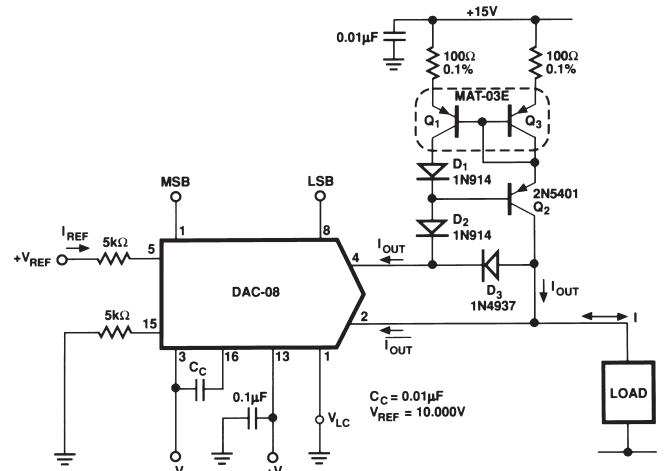 +15V
0.01µF
100Ω
0.1%
100Ω
0.1%
MAT-03E
Q1
Q3
D1
1N914
2N5401
Q2
D2
1N914
MSB
LSB
1
8
IREF
5kΩ
+VREF
5
4
IOUT
DAC-08
D3
1N4937
IOUT
I
5kΩ
15
2
IOUT
3
CC
16
13
1
0.1µF
VLC
CC = 0.01µF
VREF = 10.000V
LOAD